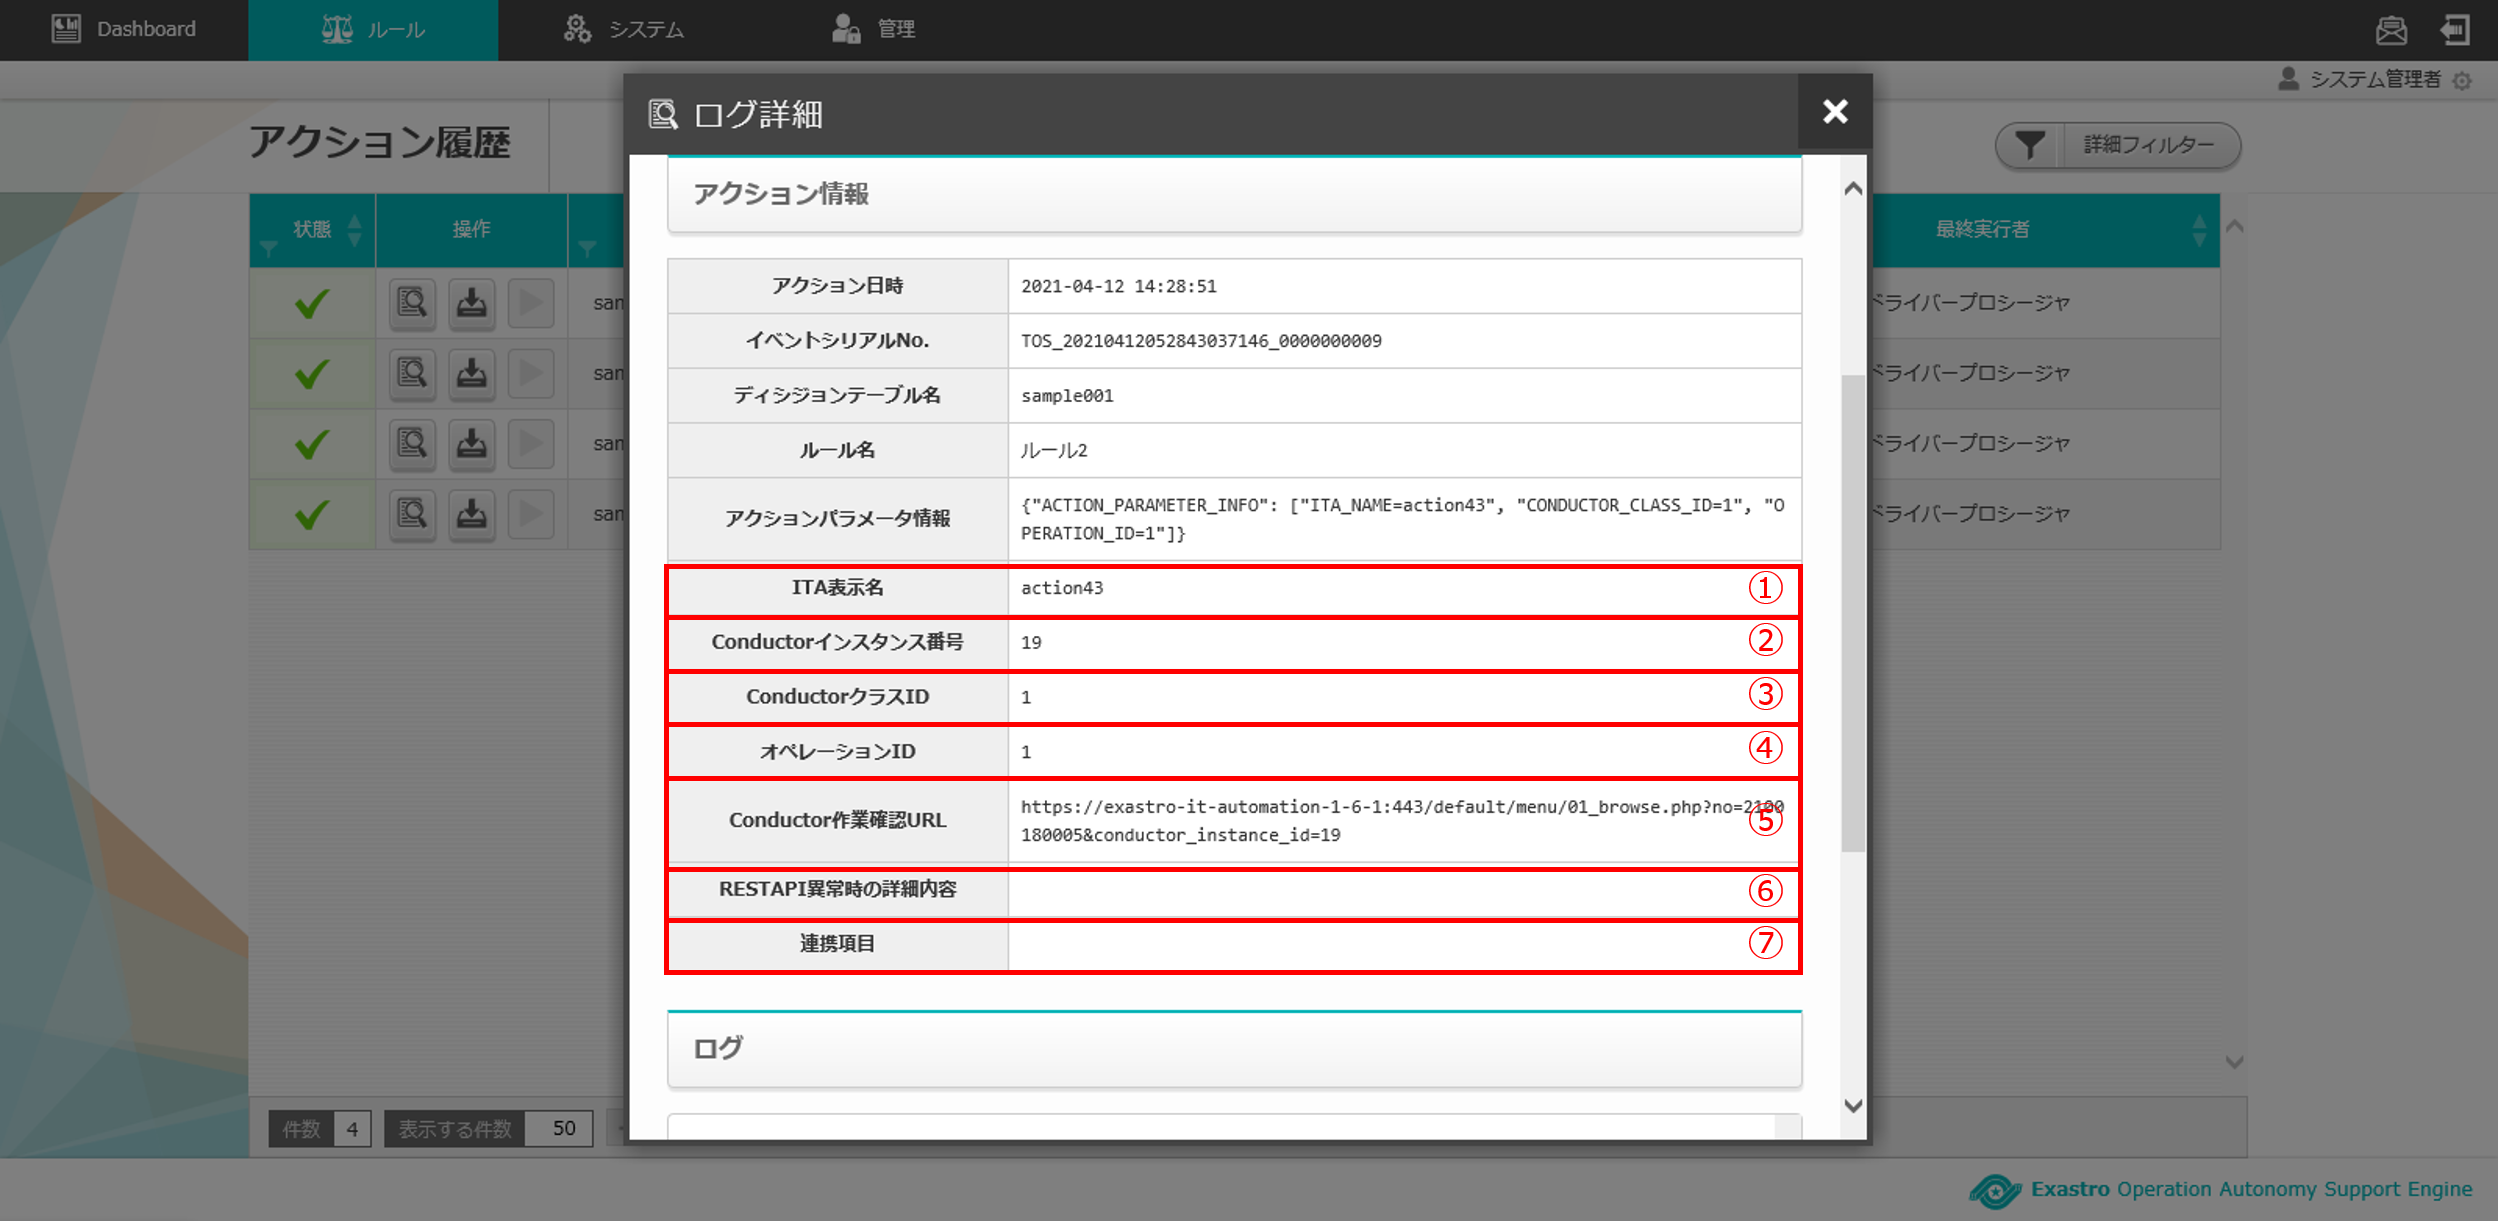 Dashboard
ルール
システム
管理
システム管理者
アクション履歴
詳細フィルター
状態
操作
最終実行者
sam
ドライバープロシージャ
sam
ドライバープロシージャ
sam
ドライバープロシージャ
sam
ドライバープロシージャ
ログ詳細
アクション情報
アクション日時
2021-04-12 14:28:51
イベントシリアルNo.
TOS_20210412052843037146_0000000009
ディシジョンテーブル名
sample001
ルール名
ルール2
アクションパラメータ情報
{"ACTION_PARAMETER_INFO": ["ITA_NAME=action43", "CONDUCTOR_CLASS_ID=1", "O
PERATION_ID=1"]}
ITA表示名
action43
①
Conductorインスタンス番号
19
②
ConductorクラスID
1
③
オペレーションID
1
④
Conductor作業確認URL
https://exastro-it-automation-1-6-1:443/default/menu/01_browse.php?no=2100
180005&conductor_instance_id=19
⑤
RESTAPI異常時の詳細内容
⑥
連携項目
⑦
ログ
件数 4
表示する件数 50
Exastro Operation Autonomy Support Engine